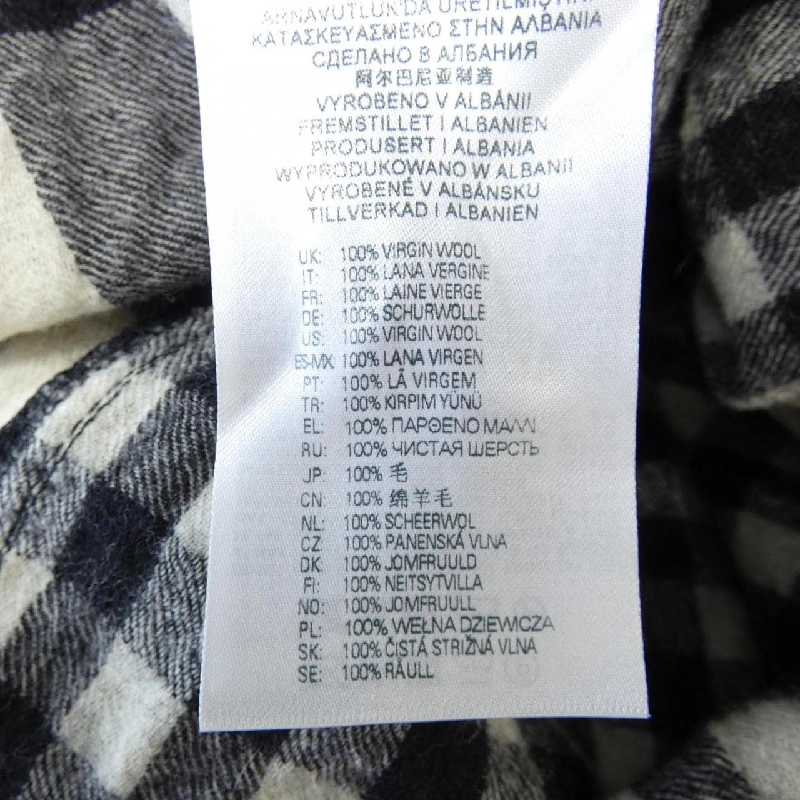 ARNAVUTLUK'DA ÜRETİLMİŞTİR
ΚΑΤΑΣΚΕΥΑΣΜΕΝΟ ΣΤΗΝ ΑΛΒΑΝΙΑ
СДЕЛАНО В АЛБАНИЯ
阿尔巴尼亚制造
VYROBENO V ALBÁNII
FREMSTILLET I ALBANIEN
PRODUSERT I ALBANIA
WYPRODUKOWANO W ALBANII
VYROBENÉ V ALBÁNSKU
TILLVERKAD I ALBANIEN
UK: 100% VIRGIN WOOL
IT: 100% LANA VERGINE
FR: 100% LAINE VIERGE
DE: 100% SCHURWOLLE
US: 100% VIRGIN WOOL
ES-MX: 100% LANA VIRGEN
PT: 100% LÃ VIRGEM
TR: 100% KIRPIM YÜNÜ
EL: 100% ΠΑΡΘΕΝΟ ΜΑΛΛΙ
RU: 100% ЧИСТАЯ ШЕРСТЬ
JP: 100% 毛
CN: 100% 绵羊毛
NL: 100% SCHEERWOL
CZ: 100% PANENSKÁ VLNA
DK: 100% JOMFRUULD
FI: 100% NEITSYTVILLA
NO: 100% JOMFRUULL
PL: 100% WEŁNA DZIEWICZA
SK: 100% ČISTÁ STRIŽNÁ VLNA
SE: 100% RÅULL